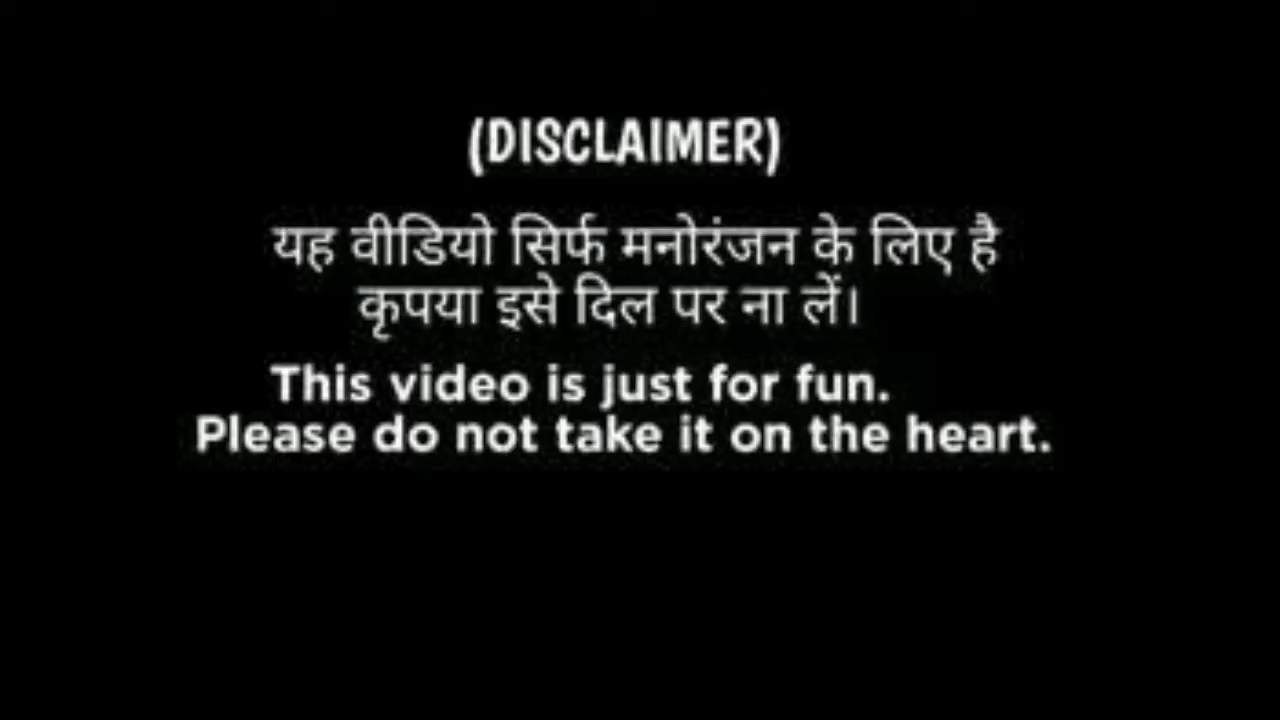 (DISCLAIMER)
यह वीडियो सिर्फ मनोरंजन के लिए है
कृपया इसे दिल पर ना लें।
This video is just for fun.
Please do not take it on the heart.